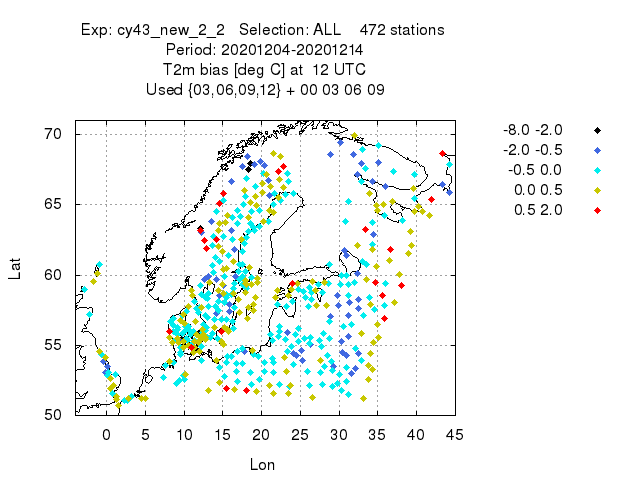 Exp: cy43_new_2_2 Selection: ALL 472 stations
Period: 20201204-20201214
T2m bias [deg C] at 12 UTC
Used {03,06,09,12} + 00 03 06 09
70
65
60
55
50
Lat
0 5 10 15 20 25 30 35 40 45
Lon
-8.0 -2.0
-2.0 -0.5
-0.5 0.0
0.0 0.5
0.5 2.0